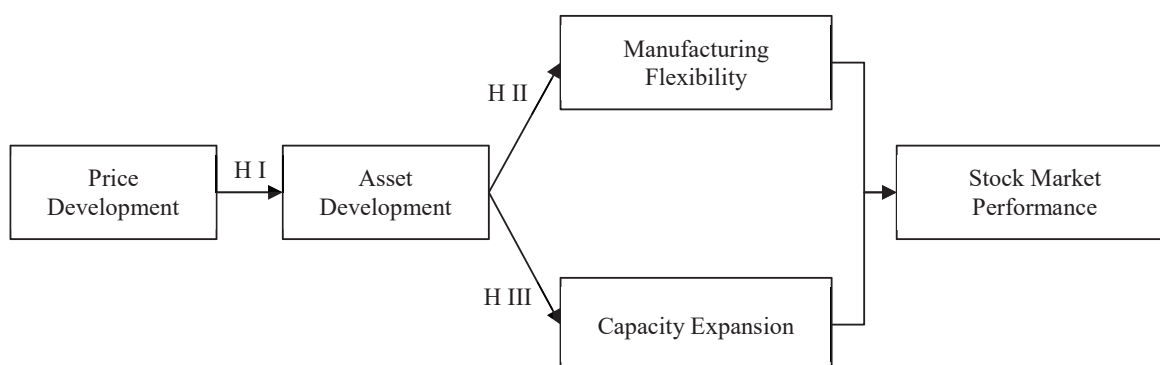 Price
Development
H I
Asset
Development
H II
H III
Manufacturing
Flexibility
Capacity Expansion
Stock Market
Performance